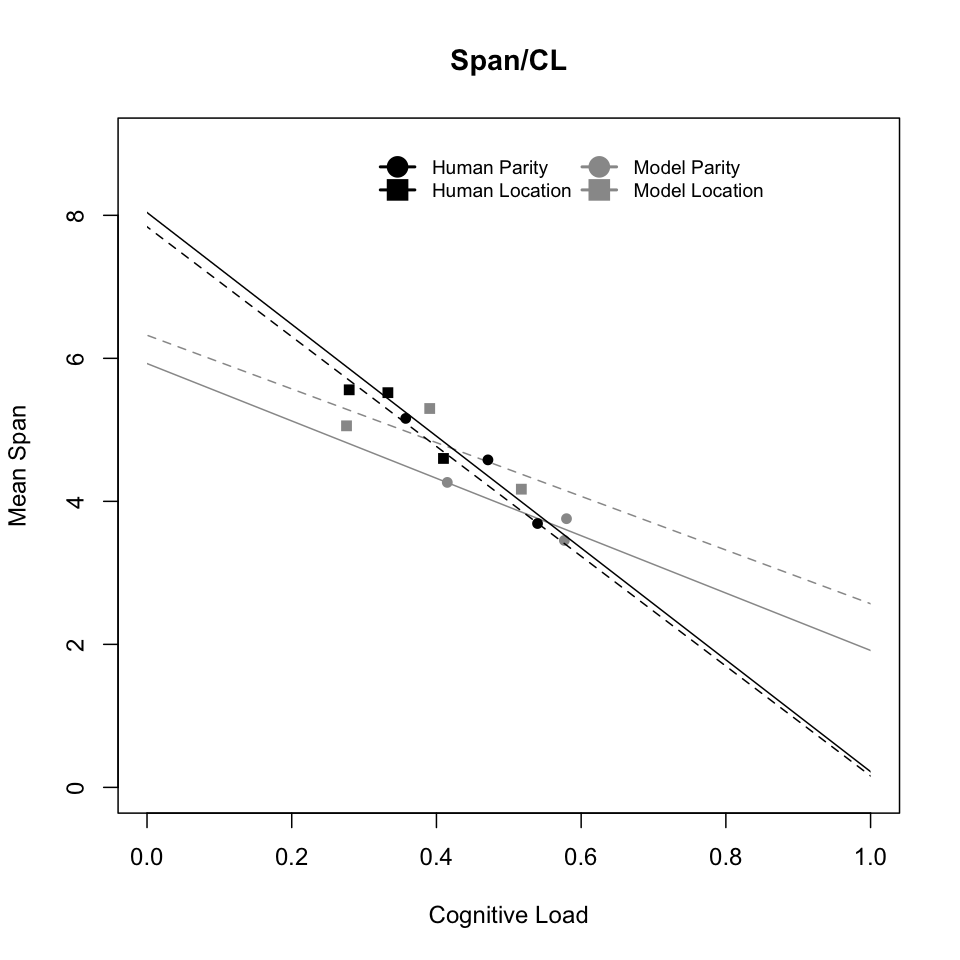 Span/CL
Human Parity
Model Parity
Human Location
Model Location
8
6
4
2
0
Mean Span
0.0 0.2 0.4 0.6 0.8 1.0
Cognitive Load